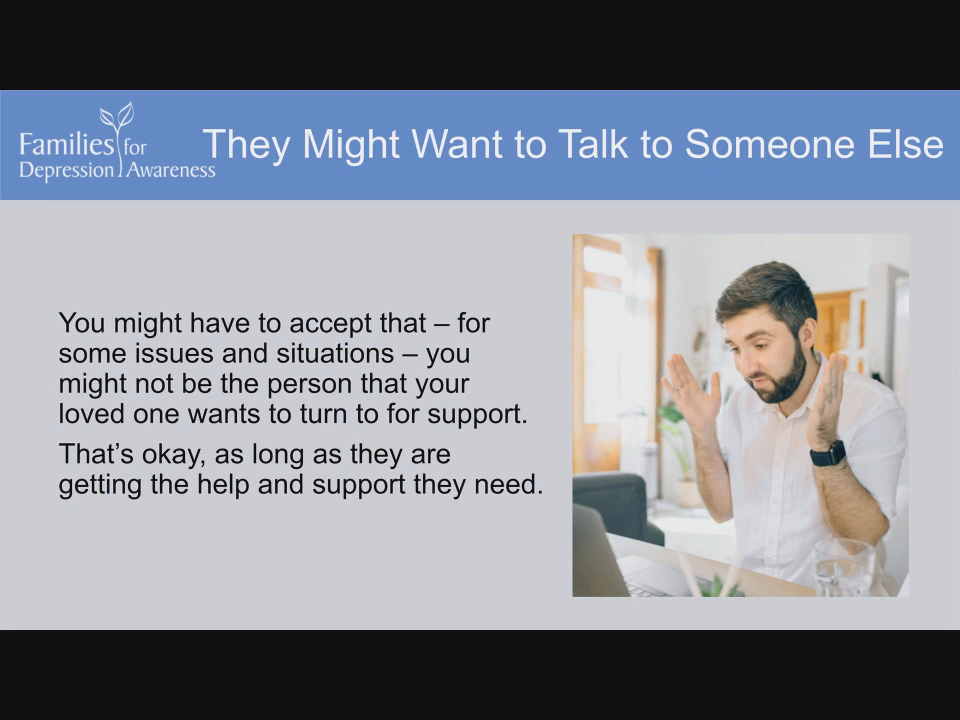 Families for
Depression Awareness
They Might Want to Talk to Someone Else
You might have to accept that – for
some issues and situations – you
might not be the person that your
loved one wants to turn to for support.
That’s okay, as long as they are
getting the help and support they need.